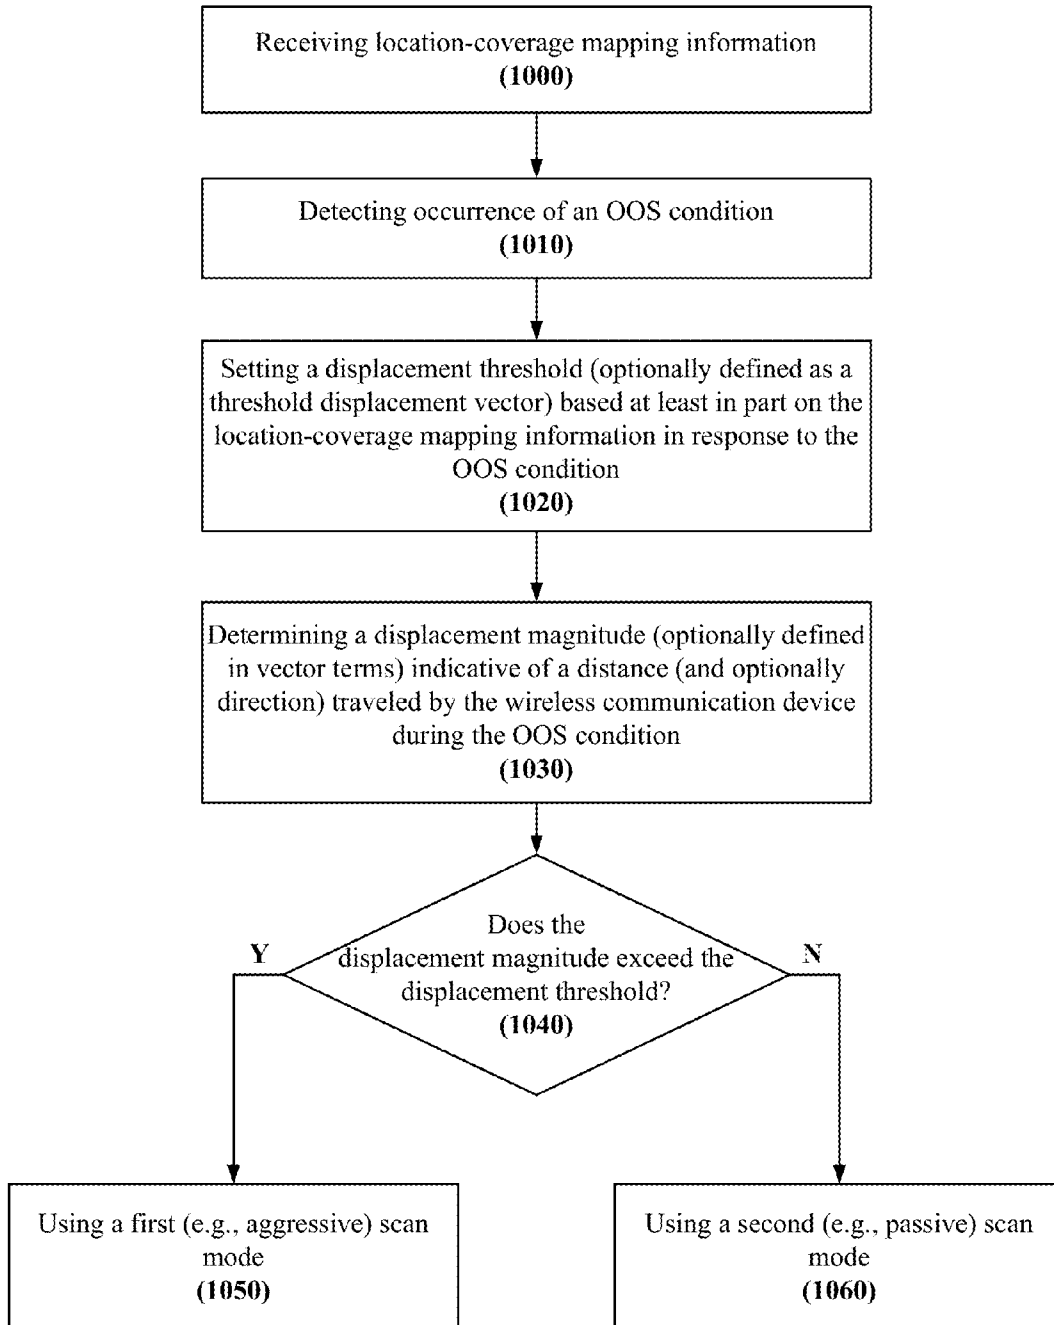 Receiving location-coverage mapping information
(1000)
Detecting occurrence of an OOS condition
(1010)
Setting a displacement threshold (optionally defined as a
threshold displacement vector) based at least in part on the
location-coverage mapping information in response to the
OOS condition
(1020)
Determining a displacement magnitude (optionally defined
in vector terms) indicative of a distance (and optionally
direction) traveled by the wireless communication device
during the OOS condition
(1030)
Does the
displacement magnitude exceed the
displacement threshold?
(1040)
Y
N
Using a first (e.g., aggressive) scan
mode
(1050)
Using a second (e.g., passive) scan
mode
(1060)